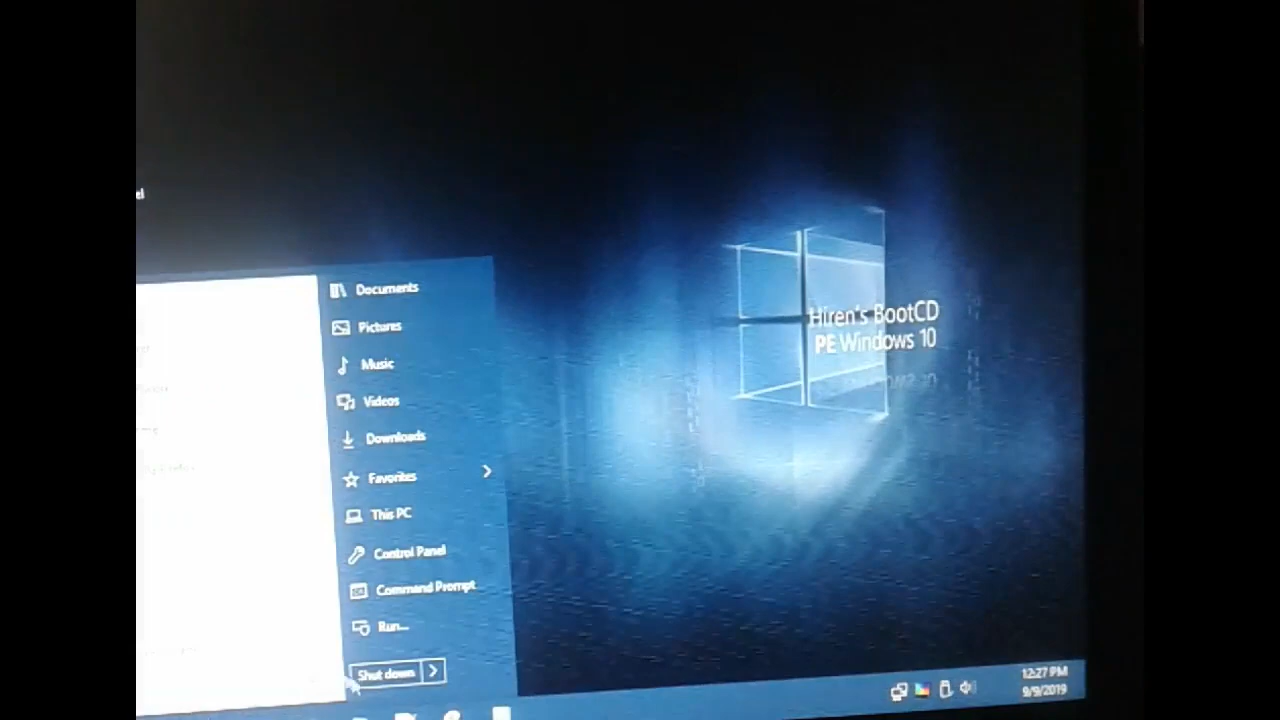 el
Documents
Pictures
Music
Videos
Downloads
Favorites
This PC
Control Panel
Command Prompt
Run...
Shut down
Hiren's BootCD
PE Windows 10
12:27 PM
9/9/2019